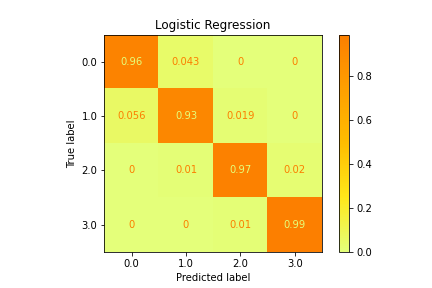 Logistic Regression
0.0 0.96 0.043 0 0
1.0 0.056 0.93 0.019 0
2.0 0 0.01 0.97 0.02
3.0 0 0 0.01 0.99
0.0 1.0 2.0 3.0
True label
Predicted label
0.8
0.6
0.4
0.2
0.0